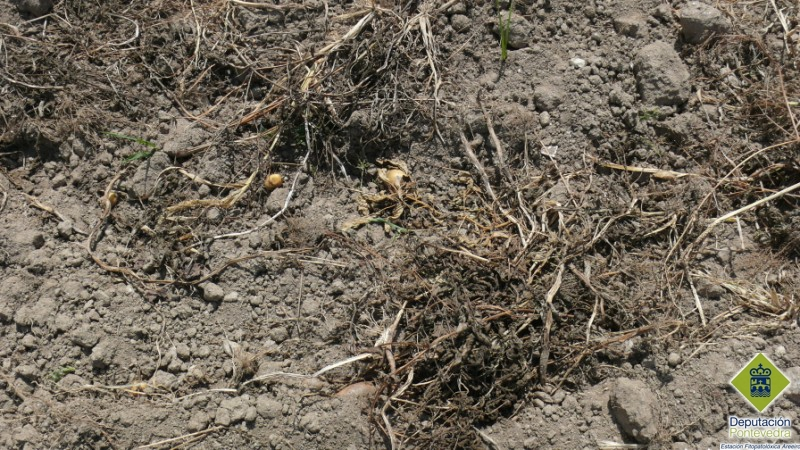 Deputación
Pontevedra
Estación Fitopatolóxica Areeiro